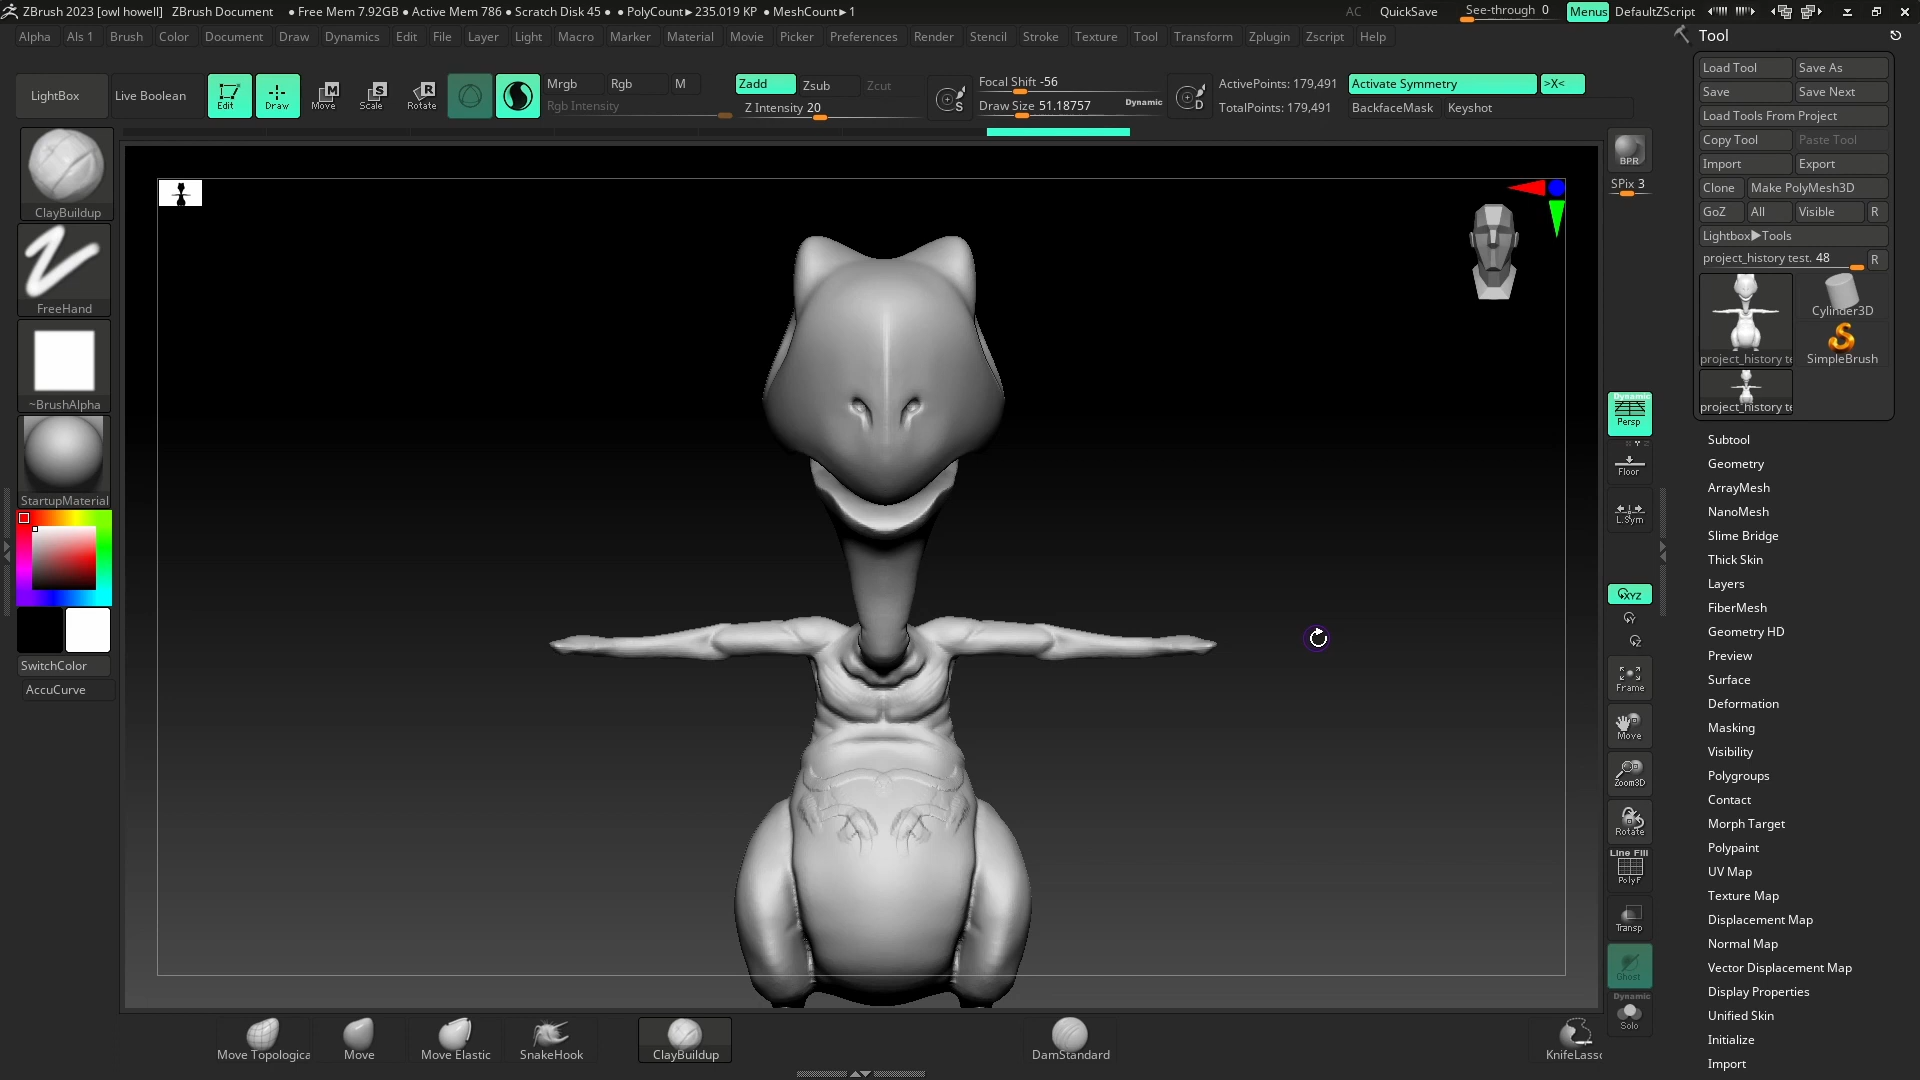 ZBrush 2023 [owl howell] ZBrush Document ● Free Mem 7.92GB ● Active Mem 786 ● Scratch Disk 45 ● ● PolyCount▶ 235.019 KP ● MeshCount▶ 1 AC QuickSave See-through 0 Menus DefaultZScript
Alpha Als 1 Brush Color Document Draw Dynamics Edit File Layer Light Macro Marker Material Movie Picker Preferences Render Stencil Stroke Texture Tool Transform Zplugin Zscript Help
LightBox
Live Boolean
Edit
Draw
M
Move
S
Scale
R
Rotate
Mrgb Rgb M
Rgb Intensity
Zadd Zsub Zcut
Z Intensity 20
S
Focal Shift -56
Draw Size 51.18757 Dynamic
D
ActivePoints: 179,491
TotalPoints: 179,491
Activate Symmetry >X<
BackfaceMask Keyshot
ClayBuildup
FreeHand
~BrushAlpha
StartupMaterial
SwitchColor
AccuCurve
BPR
SPix 3
Dynamic
Persp
Floor
L.Sym
XYZ
Y
Z
Frame
Move
Zoom3D
Rotate
Line Fill
PolyF
Transp
Ghost
Dynamic
Solo
Tool
Load Tool Save As
Save Save Next
Load Tools From Project
Copy Tool Paste Tool
Import Export
Clone Make PolyMesh3D
GoZ All Visible R
Lightbox▶Tools
project_history test. 48 R
Cylinder3D
project_history te SimpleBrush
project_history te
Subtool
Geometry
ArrayMesh
NanoMesh
Slime Bridge
Thick Skin
Layers
FiberMesh
Geometry HD
Preview
Surface
Deformation
Masking
Visibility
Polygroups
Contact
Morph Target
Polypaint
UV Map
Texture Map
Displacement Map
Normal Map
Vector Displacement Map
Display Properties
Unified Skin
Initialize
Import
Move Topologica Move Move Elastic SnakeHook ClayBuildup DamStandard KnifeLasso